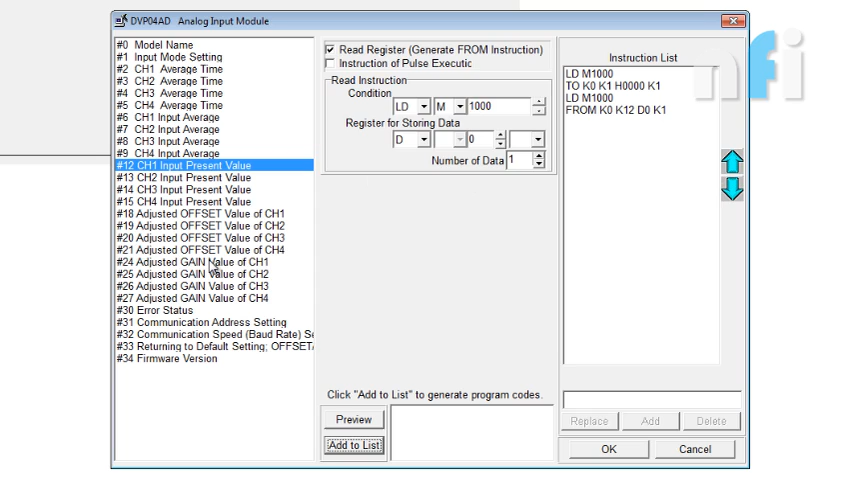 DVP04AD Analog Input Module
#0 Model Name
#1 Input Mode Setting
#2 CH1 Average Time
#3 CH2 Average Time
#4 CH3 Average Time
#5 CH4 Average Time
#6 CH1 Input Average
#7 CH2 Input Average
#8 CH3 Input Average
#9 CH4 Input Average
#12 CH1 Input Present Value
#13 CH2 Input Present Value
#14 CH3 Input Present Value
#15 CH4 Input Present Value
#18 Adjusted OFFSET Value of CH1
#19 Adjusted OFFSET Value of CH2
#20 Adjusted OFFSET Value of CH3
#21 Adjusted OFFSET Value of CH4
#24 Adjusted GAIN Value of CH1
#25 Adjusted GAIN Value of CH2
#26 Adjusted GAIN Value of CH3
#27 Adjusted GAIN Value of CH4
#30 Error Status
#31 Communication Address Setting
#32 Communication Speed (Baud Rate) Se
#33 Returning to Default Setting; OFFSET/
#34 Firmware Version
Read Register (Generate FROM Instruction)
Instruction of Pulse Executic
Read Instruction
Condition
LD M 1000
Register for Storing Data
D 0
Number of Data 1
Click "Add to List" to generate program codes.
Preview
Add to List
Instruction List
LD M1000
TO K0 K1 H0000 K1
LD M1000
FROM K0 K12 D0 K1
Replace Add Delete
OK Cancel
nfi